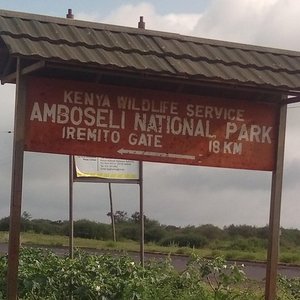 KENYA WILDLIFE SERVICE
AMBOSELI NATIONAL PARK
IREMITO GATE 18 KM